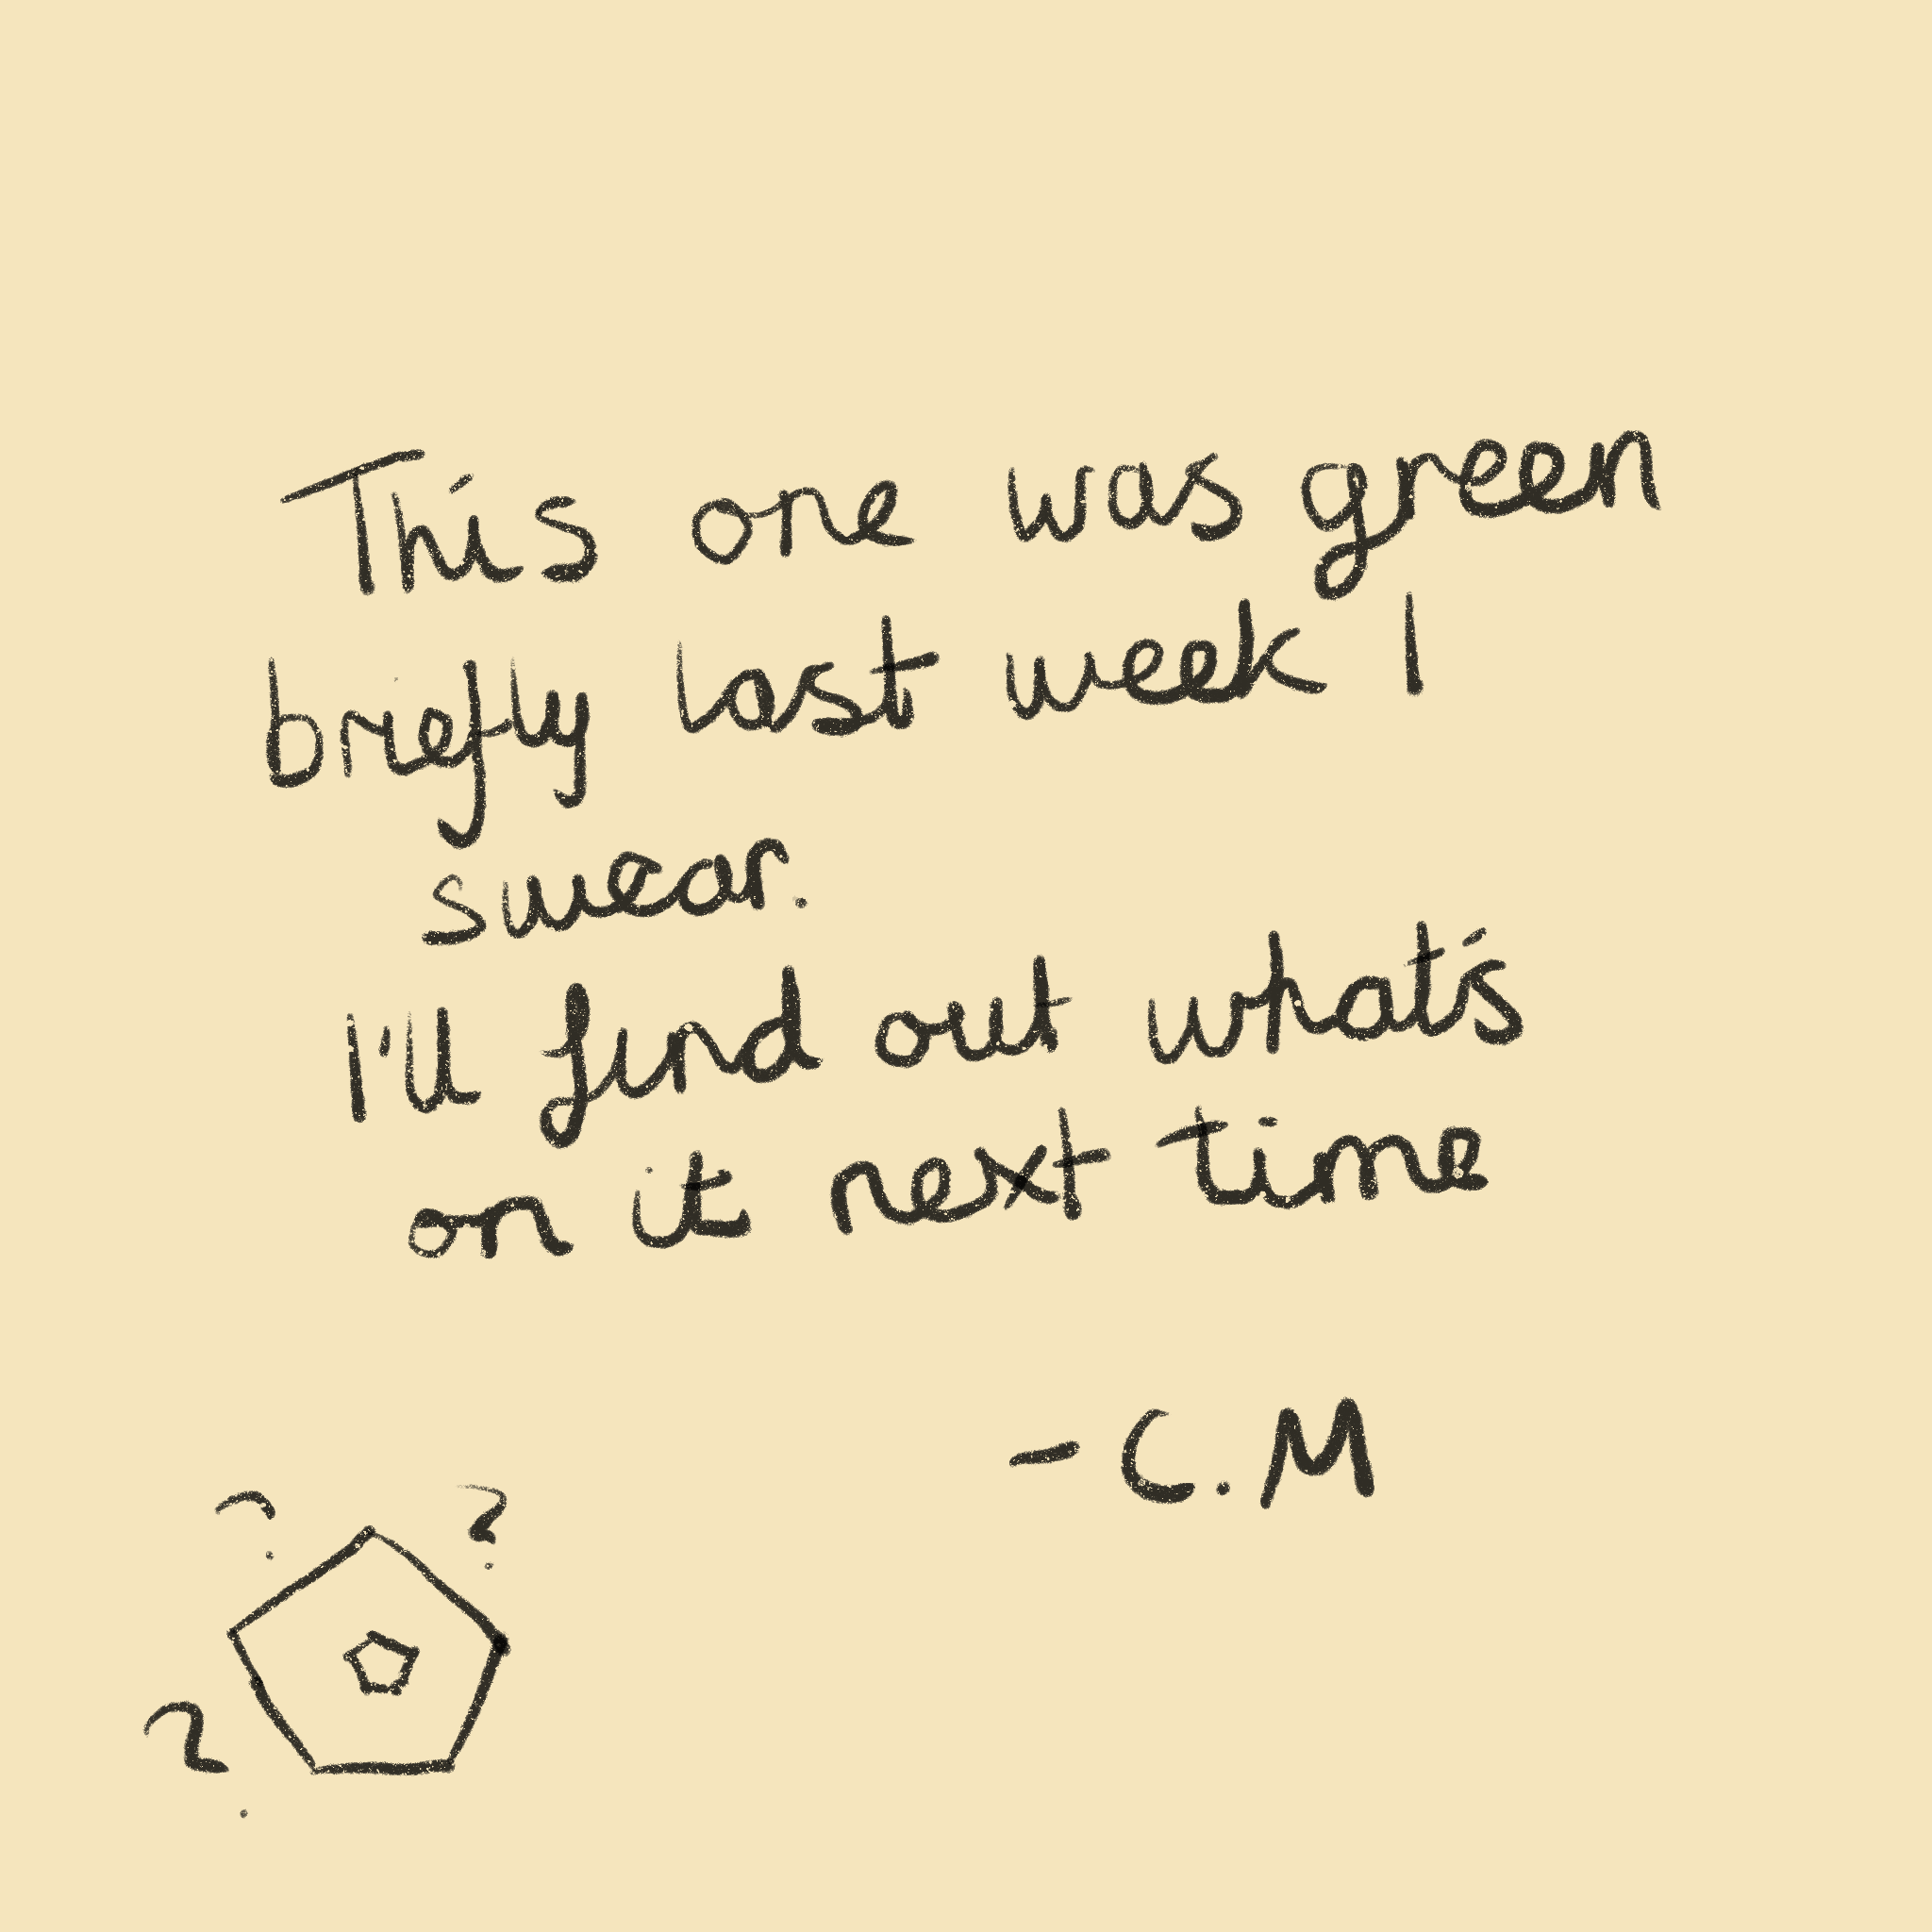 This one was green
briefly last week I
swear.
I'll find out what's
on it next time
- C.M
? ?
?